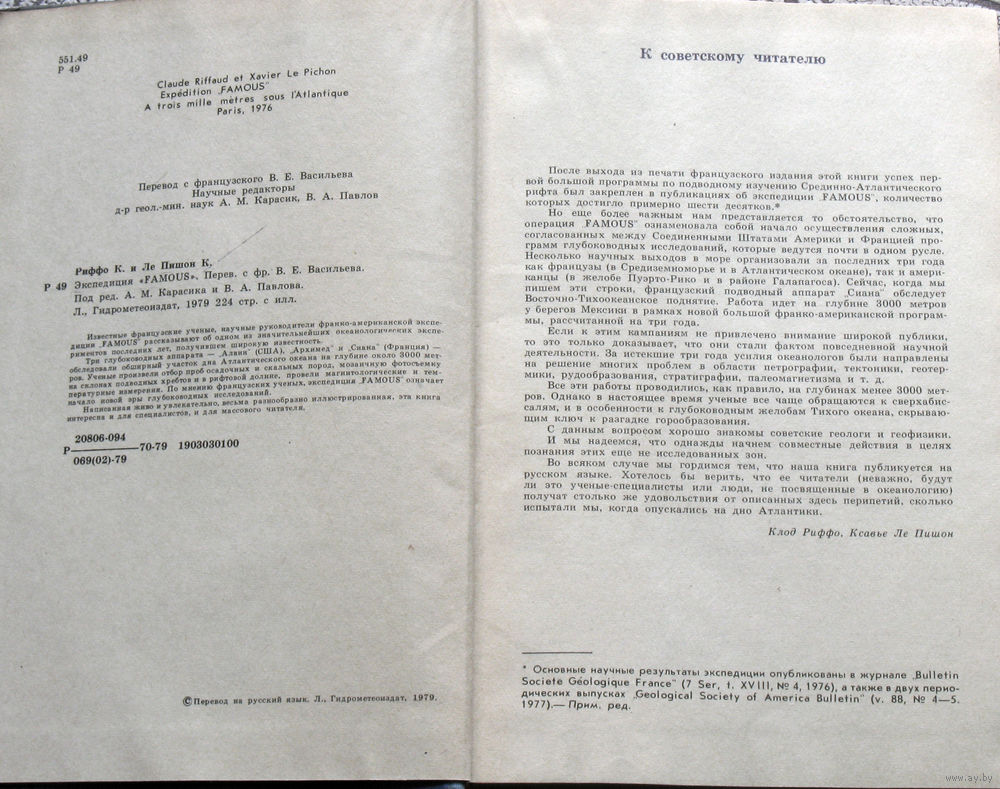 551.49
Р 49
Claude Riffaud et Xavier Le Pichon
Expédition „FAMOUS"
A trois mille mètres sous l'Atlantique
Paris, 1976
Перевод с французского В. Е. Васильева
Научные редакторы
д-р геол.-мин. наук А. М. Карасик, В. А. Павлов
Риффо К. и Ле Пишон К.
Р 49 Экспедиция «FAMOUS». Перев. с фр. В. Е. Васильева.
Под ред. А. М. Карасика и В. А. Павлова.
Л., Гидрометеоиздат, 1979 224 стр. с илл.
Известные французские ученые, научные руководители франко-американской экспе-
диции „FAMOUS" рассказывают об одном из значительнейших океанологических экспе-
риментов последних лет, получившем широкую известность.
Три глубоководных аппарата — „Алвин" (США), „Архимед" и „Сиана" (Франция) —
обследовали обширный участок дна Атлантического океана на глубине около 3000 мет-
ров. Ученые произвели отбор проб осадочных и скальных пород, мозаичную фотосъемку
на склонах подводных хребтов и в рифтовой долине, провели магнитологические и тем-
пературные измерения. По мнению французских ученых, экспедиция „FAMOUS" означает
начало новой эры глубоководных исследований.
Написанная живо и увлекательно, весьма разнообразно иллюстрированная, эта книга
интересна и для специалистов, и для массового читателя.
20806-094
Р———70-79 1903030100
069(02)-79
© Перевод на русский язык. Л., Гидрометеоиздат, 1979.
К советскому читателю
После выхода из печати французского издания этой книги успех пер-
вой большой программы по подводному изучению Срединно-Атлантического
рифта был закреплен в публикациях об экспедиции „FAMOUS", количество
которых достигло примерно шести десятков.*
Но еще более важным нам представляется то обстоятельство, что
операция „FAMOUS" ознаменовала собой начало осуществления сложных,
согласованных между Соединенными Штатами Америки и Францией про-
грамм глубоководных исследований, которые ведутся почти в одном русле.
Несколько научных выходов в море организовали за последних три года
как французы (в Средиземноморье и в Атлантическом океане), так и амери-
канцы (в желобе Пуэрто-Рико и в районе Галапагоса). Сейчас, когда мы
пишем эти строки, французский подводный аппарат „Сиана" обследует
Восточно-Тихоокеанское поднятие. Работа идет на глубине 3000 метров
у берегов Мексики в рамках новой большой франко-американской програм-
мы, рассчитанной на три года.
Если к этим кампаниям не привлечено внимание широкой публики,
то это только доказывает, что они стали фактом повседневной научной
деятельности. За истекшие три года усилия океанологов были направлены
на решение многих проблем в области петрографии, тектоники, геотер-
мики, рудообразования, стратиграфии, палеомагнетизма и т. д.
Все эти работы проводились, как правило, на глубинах менее 3000 мет-
ров. Однако в настоящее время ученые все чаще обращаются к сверхабис-
салям, и в особенности к глубоководным желобам Тихого океана, скрываю-
щим ключ к разгадке горообразования.
С данным вопросом хорошо знакомы советские геологи и геофизики.
И мы надеемся, что однажды начнем совместные действия в целях
познания этих еще не исследованных зон.
Во всяком случае мы гордимся тем, что наша книга публикуется на
русском языке. Хотелось бы верить, что ее читатели (неважно, будут
ли это ученые-специалисты или люди, не посвященные в океанологию)
получат столько же удовольствия от описанных здесь перипетий, сколько
испытали мы, когда опускались на дно Атлантики.
Клод Риффо, Ксавье Ле Пишон
* Основные научные результаты экспедиции опубликованы в журнале „Bulletin
Societe Géologique France" (7 Ser, t. XVIII, № 4, 1976), а также в двух перио-
дических выпусках „Geological Society of America Bulletin" (v. 88, № 4—5.
1977).— Прим. ред.
www.ay.by